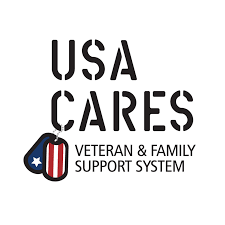 USA
CARES
VETERAN & FAMILY
SUPPORT SYSTEM